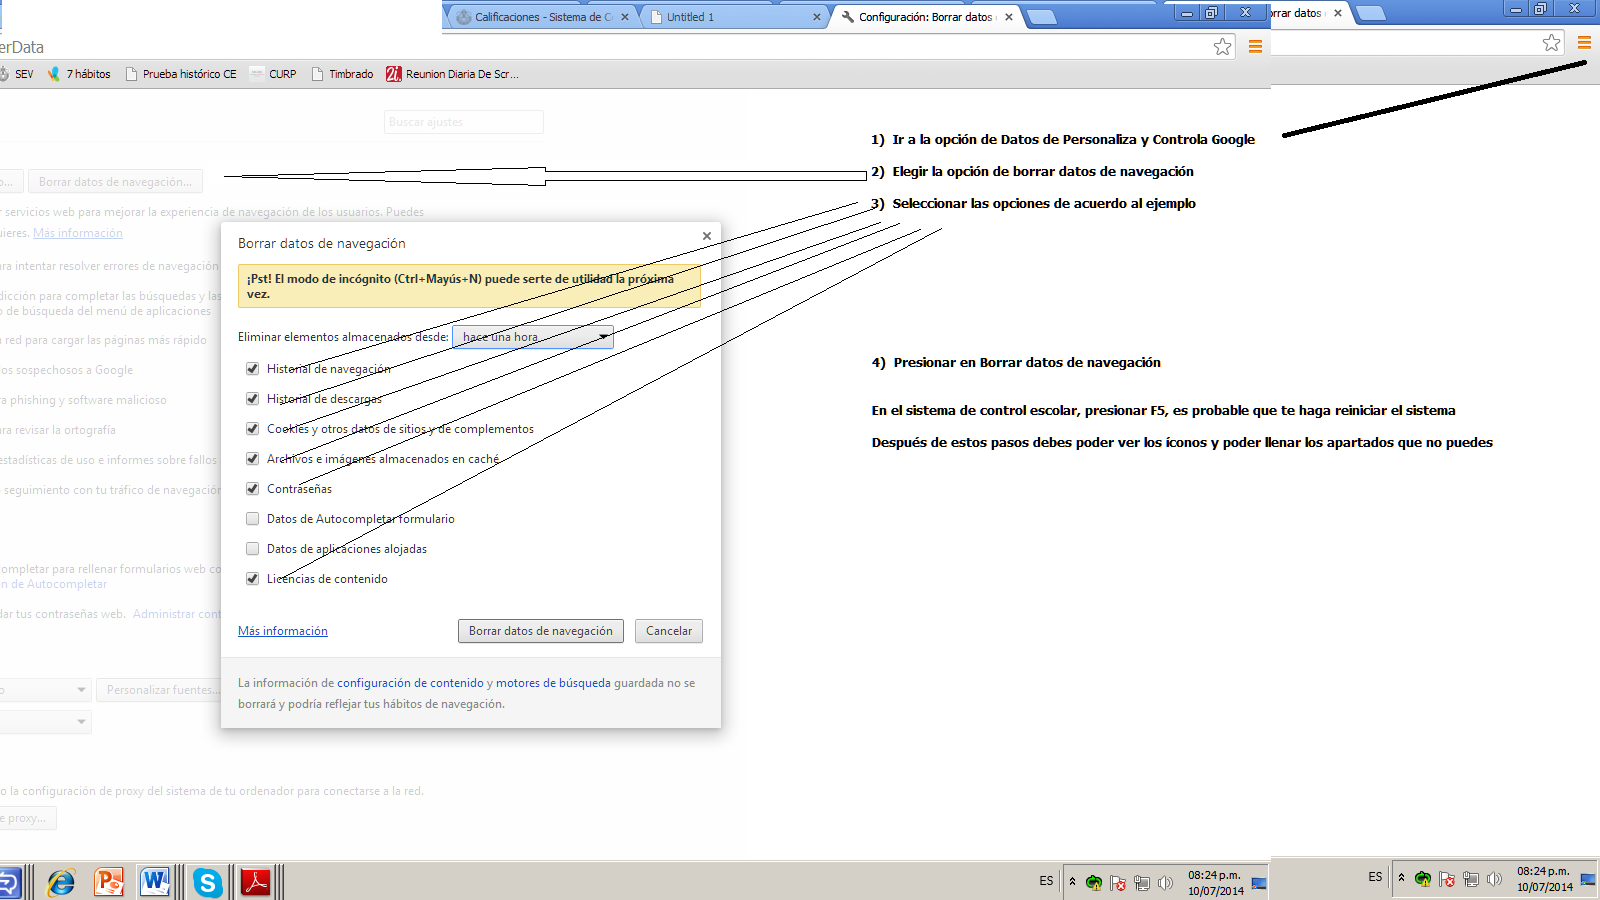 Calificaciones - Sistema de C
Untitled 1
Configuración: Borrar datos
orrar datos
erData
SEV
7 hábitos
Prueba histórico CE
CURP
Timbrado
Reunion Diaria De Scr...
Buscar ajustes
1) Ir a la opción de Datos de Personaliza y Controla Google
2) Elegir la opción de borrar datos de navegación
3) Seleccionar las opciones de acuerdo al ejemplo
o...
Borrar datos de navegación...
r servicios web para mejorar la experiencia de navegación de los usuarios. Puedes
uieres. Más información
ara intentar resolver errores de navegación
dicción para completar las búsquedas y las
o de búsqueda del menú de aplicaciones
a red para cargar las páginas más rápido
os sospechosos a Google
ra phishing y software malicioso
ara revisar la ortografía
estadísticas de uso e informes sobre fallos
seguimiento con tu tráfico de navegación
ompletar para rellenar formularios web co
n de Autocompletar
dar tus contraseñas web. Administrar cont
o
Personalizar fuentes...
o la configuración de proxy del sistema de tu ordenador para conectarse a la red.
e proxy...
Borrar datos de navegación
¡Pst! El modo de incógnito (Ctrl+Mayús+N) puede serte de utilidad la próxima
vez.
Eliminar elementos almacenados desde: hace una hora
Historial de navegación
Historial de descargas
Cookies y otros datos de sitios y de complementos
Archivos e imágenes almacenados en caché
Contraseñas
Datos de Autocompletar formulario
Datos de aplicaciones alojadas
Licencias de contenido
Más información
Borrar datos de navegación
Cancelar
La información de configuración de contenido y motores de búsqueda guardada no se
borrará y podría reflejar tus hábitos de navegación.
4) Presionar en Borrar datos de navegación
En el sistema de control escolar, presionar F5, es probable que te haga reiniciar el sistema
Después de estos pasos debes poder ver los íconos y poder llenar los apartados que no puedes
ES
08:24 p.m.
10/07/2014
ES
08:24 p.m.
10/07/2014